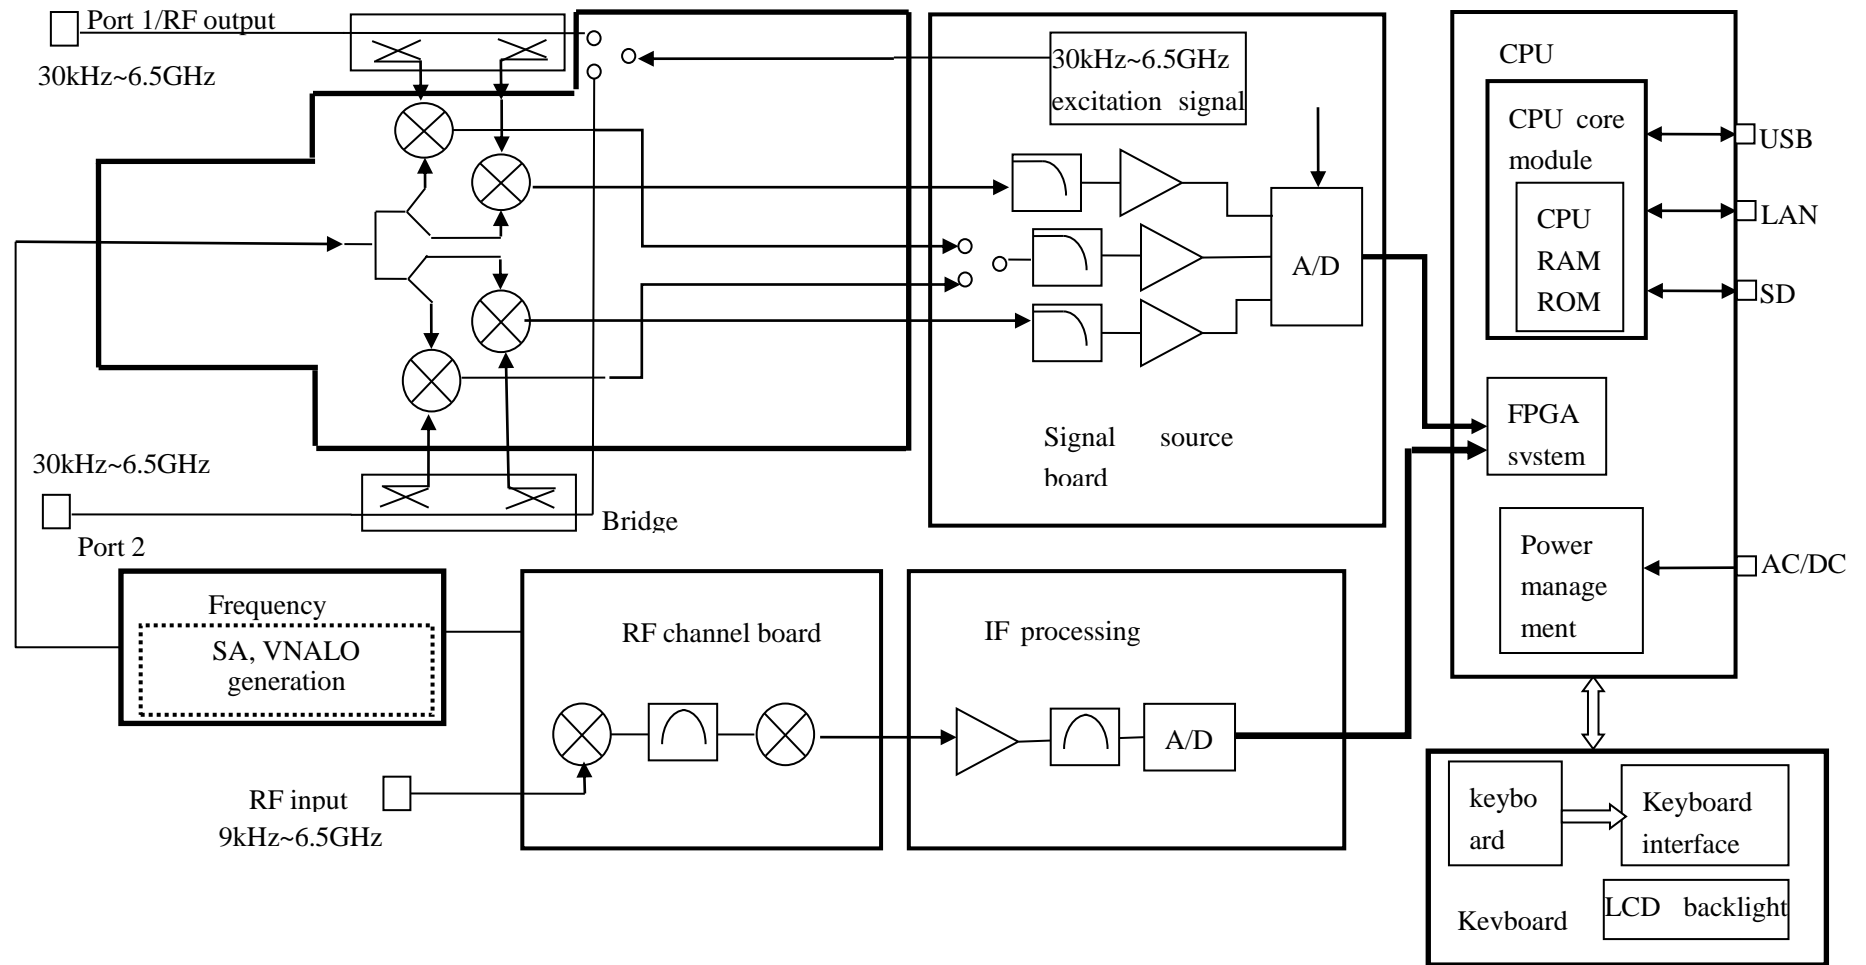 Port 1/RF output
30kHz~6.5GHz
30kHz~6.5GHz
excitation signal
A/D
Signal source
board
30kHz~6.5GHz
Port 2
Bridge
CPU
CPU core
module
CPU
RAM
ROM
USB
LAN
SD
FPGA
system
Power
manage
ment
AC/DC
Frequency
SA, VNALO
generation
RF channel board
IF processing
A/D
RF input
9kHz~6.5GHz
keybo
ard
Keyboard
interface
LCD backlight
Keyboard